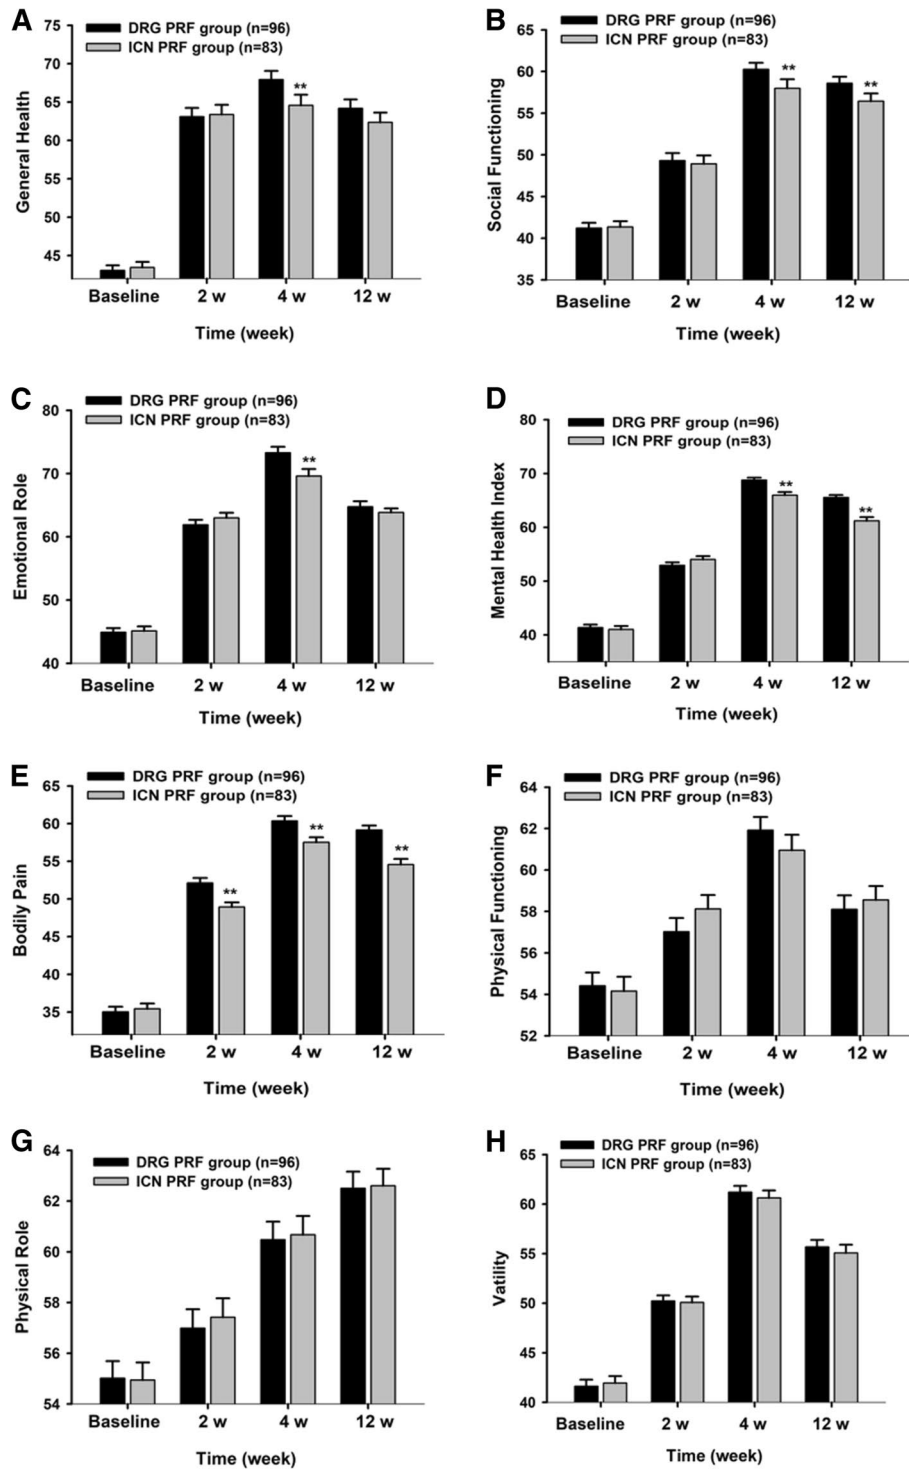 A
DRG PRF group (n=96)
ICN PRF group (n=83)
General Health
75
70
65
60
55
50
45
**
Baseline 2 w 4 w 12 w
Time (week)
B
DRG PRF group (n=96)
ICN PRF group (n=83)
Social Functioning
65
60
55
50
45
40
35
** **
Baseline 2 w 4 w 12 w
Time (week)
C
DRG PRF group (n=96)
ICN PRF group (n=83)
Emotional Role
80
70
60
50
40
**
Baseline 2 w 4 w 12 w
Time (week)
D
DRG PRF group (n=96)
ICN PRF group (n=83)
Mental Health Index
80
70
60
50
40
** **
Baseline 2 w 4 w 12 w
Time (week)
E
DRG PRF group (n=96)
ICN PRF group (n=83)
Bodily Pain
65
60
55
50
45
40
35
** ** **
Baseline 2 w 4 w 12 w
Time (week)
F
DRG PRF group (n=96)
ICN PRF group (n=83)
Physical Functioning
64
62
60
58
56
54
52
Baseline 2 w 4 w 12 w
Time (week)
G
DRG PRF group (n=96)
ICN PRF group (n=83)
Physical Role
64
62
60
58
56
54
Baseline 2 w 4 w 12 w
Time (week)
H
DRG PRF group (n=96)
ICN PRF group (n=83)
Vatility
65
60
55
50
45
40
Baseline 2 w 4 w 12 w
Time (week)